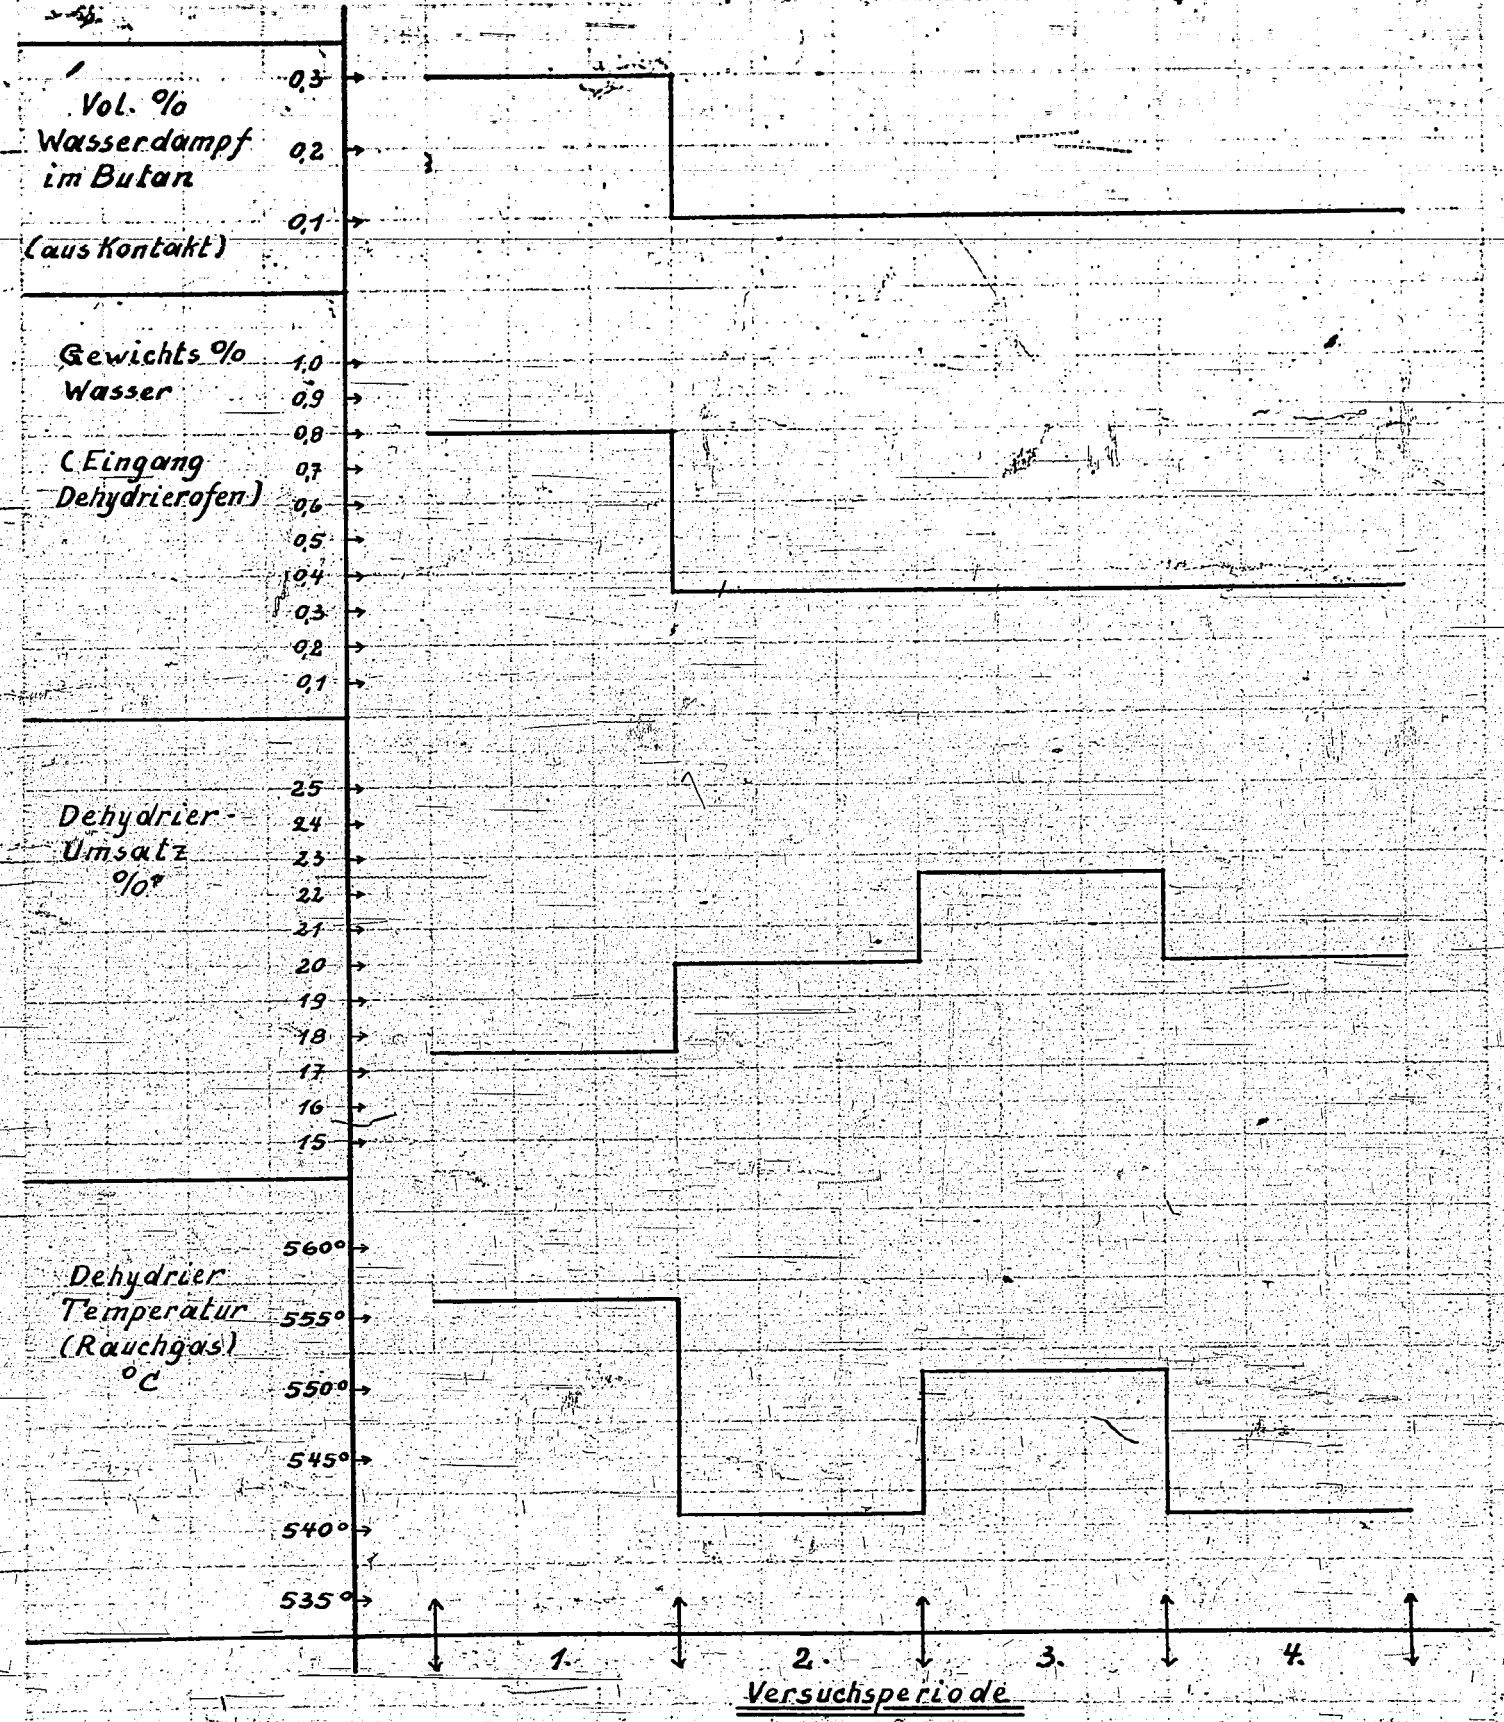 Vol. %
Wasserdampf
im Butan
(aus Kontakt)
0,3
0,2
0,1
Gewichts %
Wasser
(Eingang
Dehydrierofen)
1,0
0,9
0,8
0,7
0,6
0,5
0,4
0,3
0,2
0,1
Dehydrier-
Umsatz
%
25
24
23
22
21
20
19
18
17
16
15
Dehydrier
Temperatur
(Rauchgas)
°C
560°
555°
550°
545°
540°
535°
1. 2. 3. 4.
Versuchsperiode